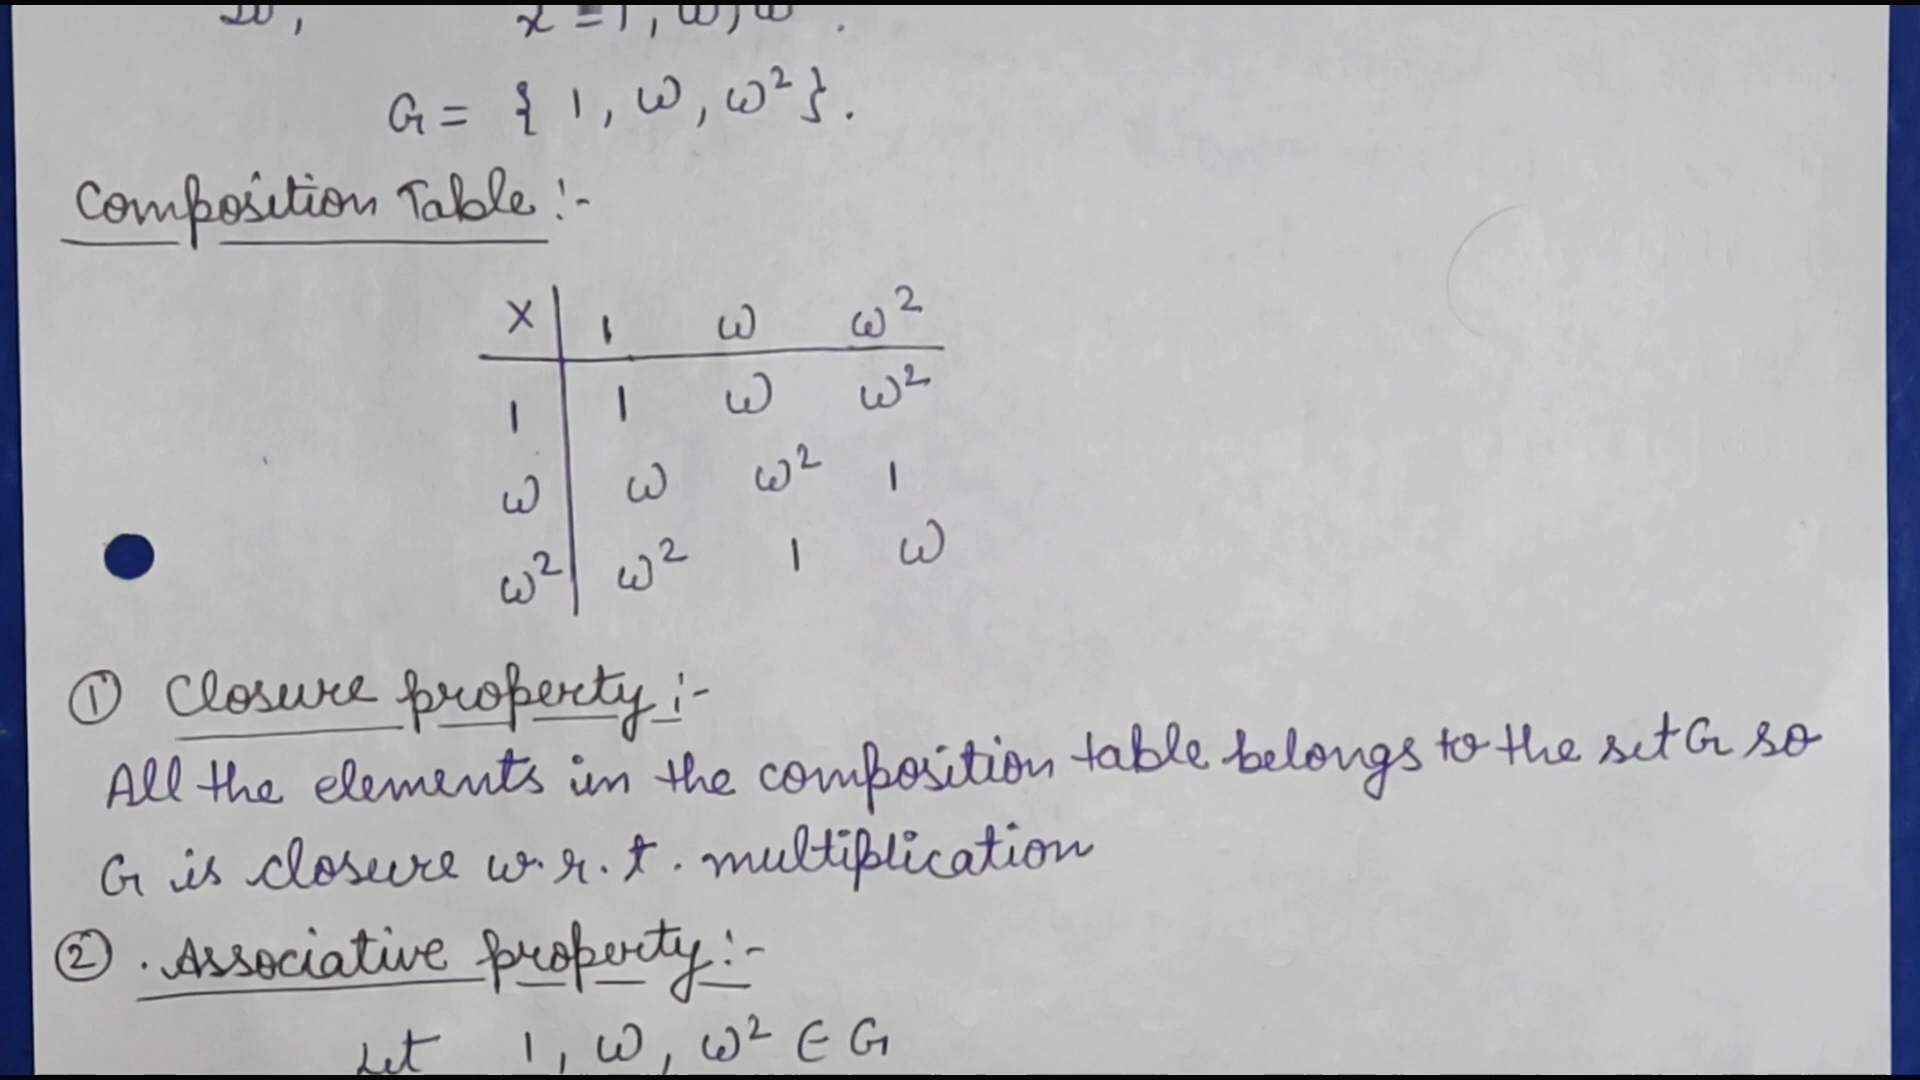 x = 1, ω, ω
G = { 1, ω, ω² }.
Composition Table :-
× 1 ω ω²
1 1 ω ω²
ω ω ω² 1
ω² ω² 1 ω
① Closure property :-
All the elements in the composition table belongs to the set G so
G is closure w.r.t. multiplication
② . Associative property :-
Let 1, ω, ω² ∈ G